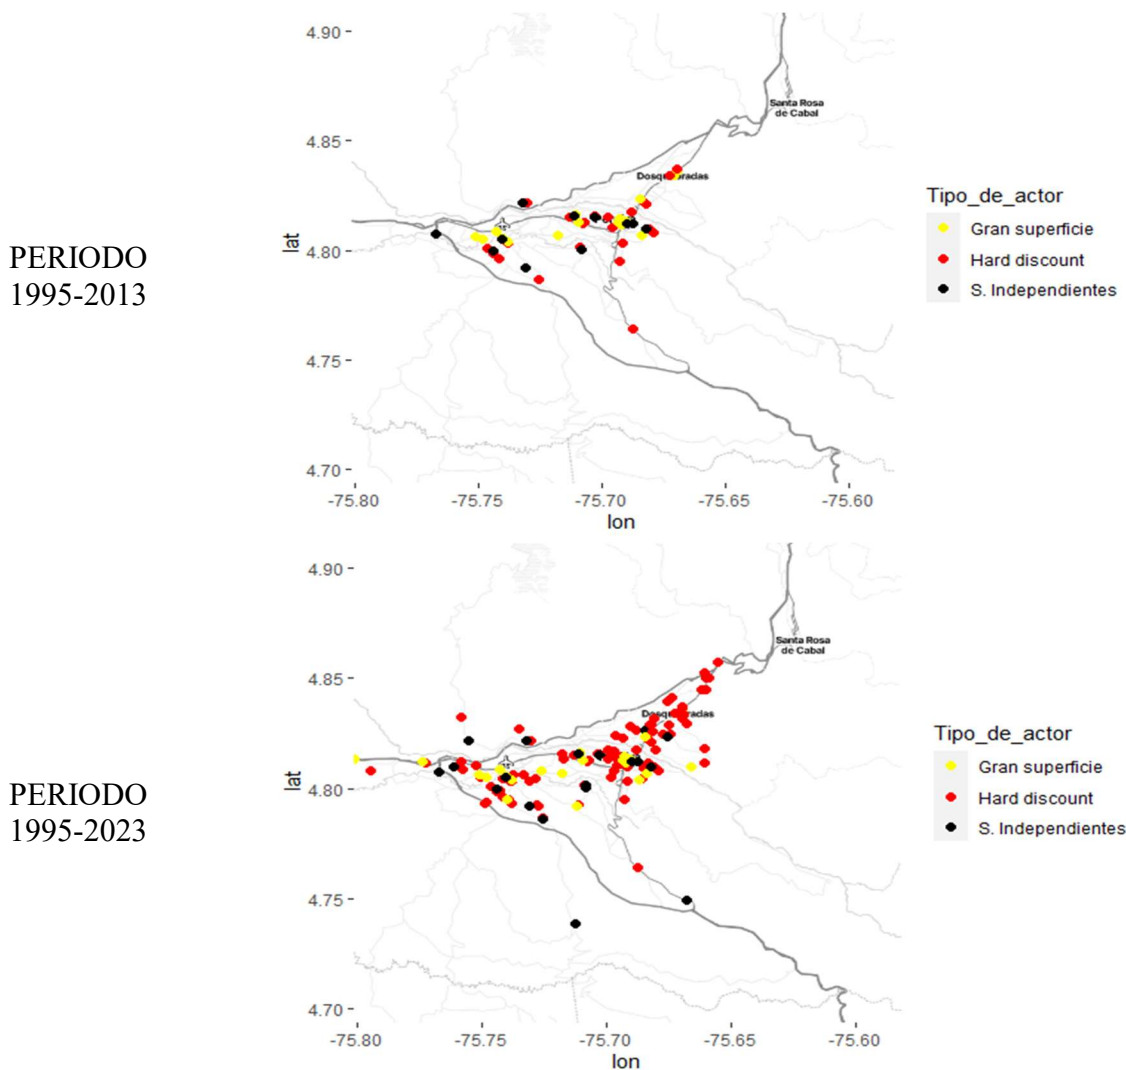 4.90
4.85
4.80
4.75
4.70
lat
-75.80
-75.75
-75.70
-75.65
-75.60
lon
Santa Rosa
de Cabal
Dosquebradas
PERIODO
1995-2013
Tipo_de_actor
Gran superficie
Hard discount
S. Independientes
4.90
4.85
4.80
4.75
4.70
lat
-75.80
-75.75
-75.70
-75.65
-75.60
lon
Santa Rosa
de Cabal
Dosquebradas
PERIODO
1995-2023
Tipo_de_actor
Gran superficie
Hard discount
S. Independientes